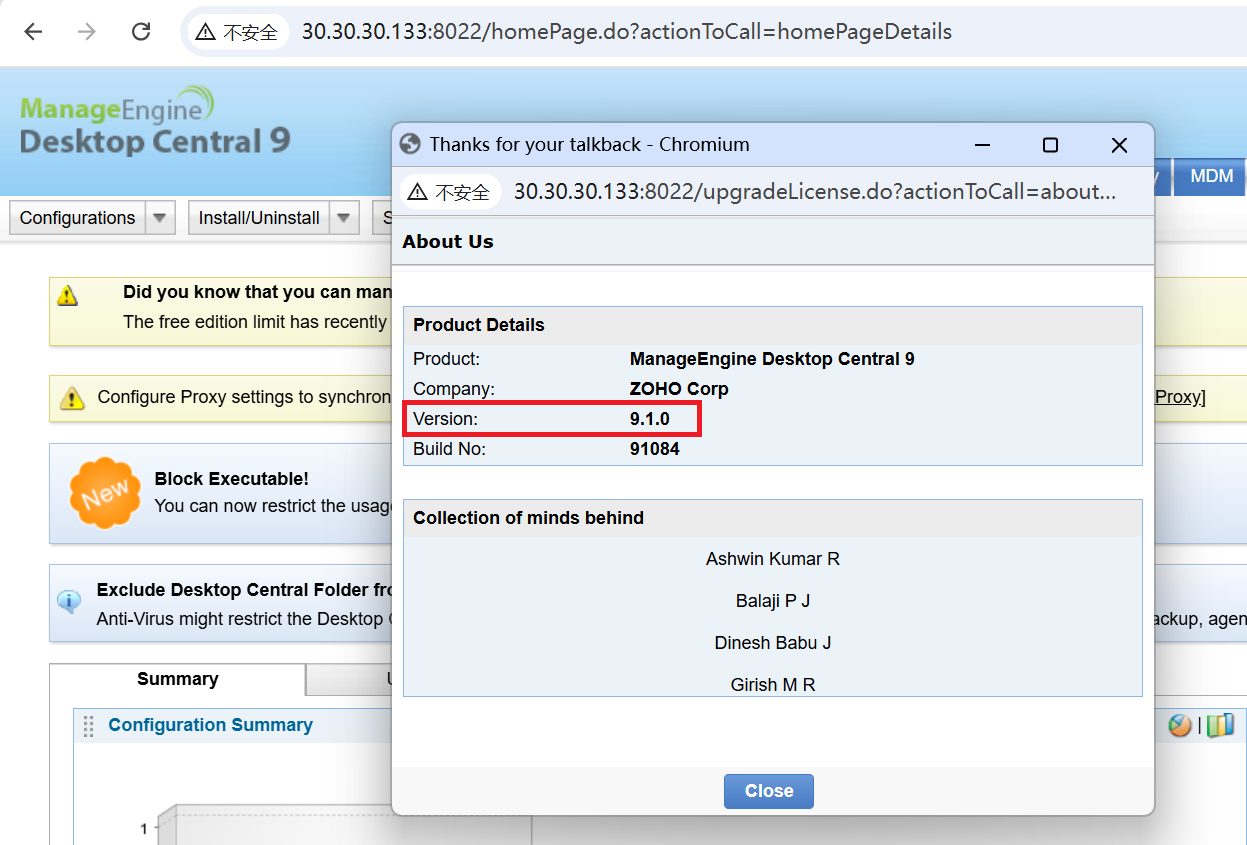 不安全 30.30.30.133:8022/homePage.do?actionToCall=homePageDetails
ManageEngine
Desktop Central 9
MDM
Configurations Install/Uninstall S
Thanks for your talkback - Chromium
不安全 30.30.30.133:8022/upgradeLicense.do?actionToCall=about...
About Us
Product Details
Product: ManageEngine Desktop Central 9
Company: ZOHO Corp
Version: 9.1.0
Build No: 91084
Collection of minds behind
Ashwin Kumar R
Balaji P J
Dinesh Babu J
Girish M R
Close
Did you know that you can man
The free edition limit has recently
Configure Proxy settings to synchron
Proxy]
New
Block Executable!
You can now restrict the usag
Exclude Desktop Central Folder fro
Anti-Virus might restrict the Desktop
ackup, agen
Summary
Configuration Summary
1